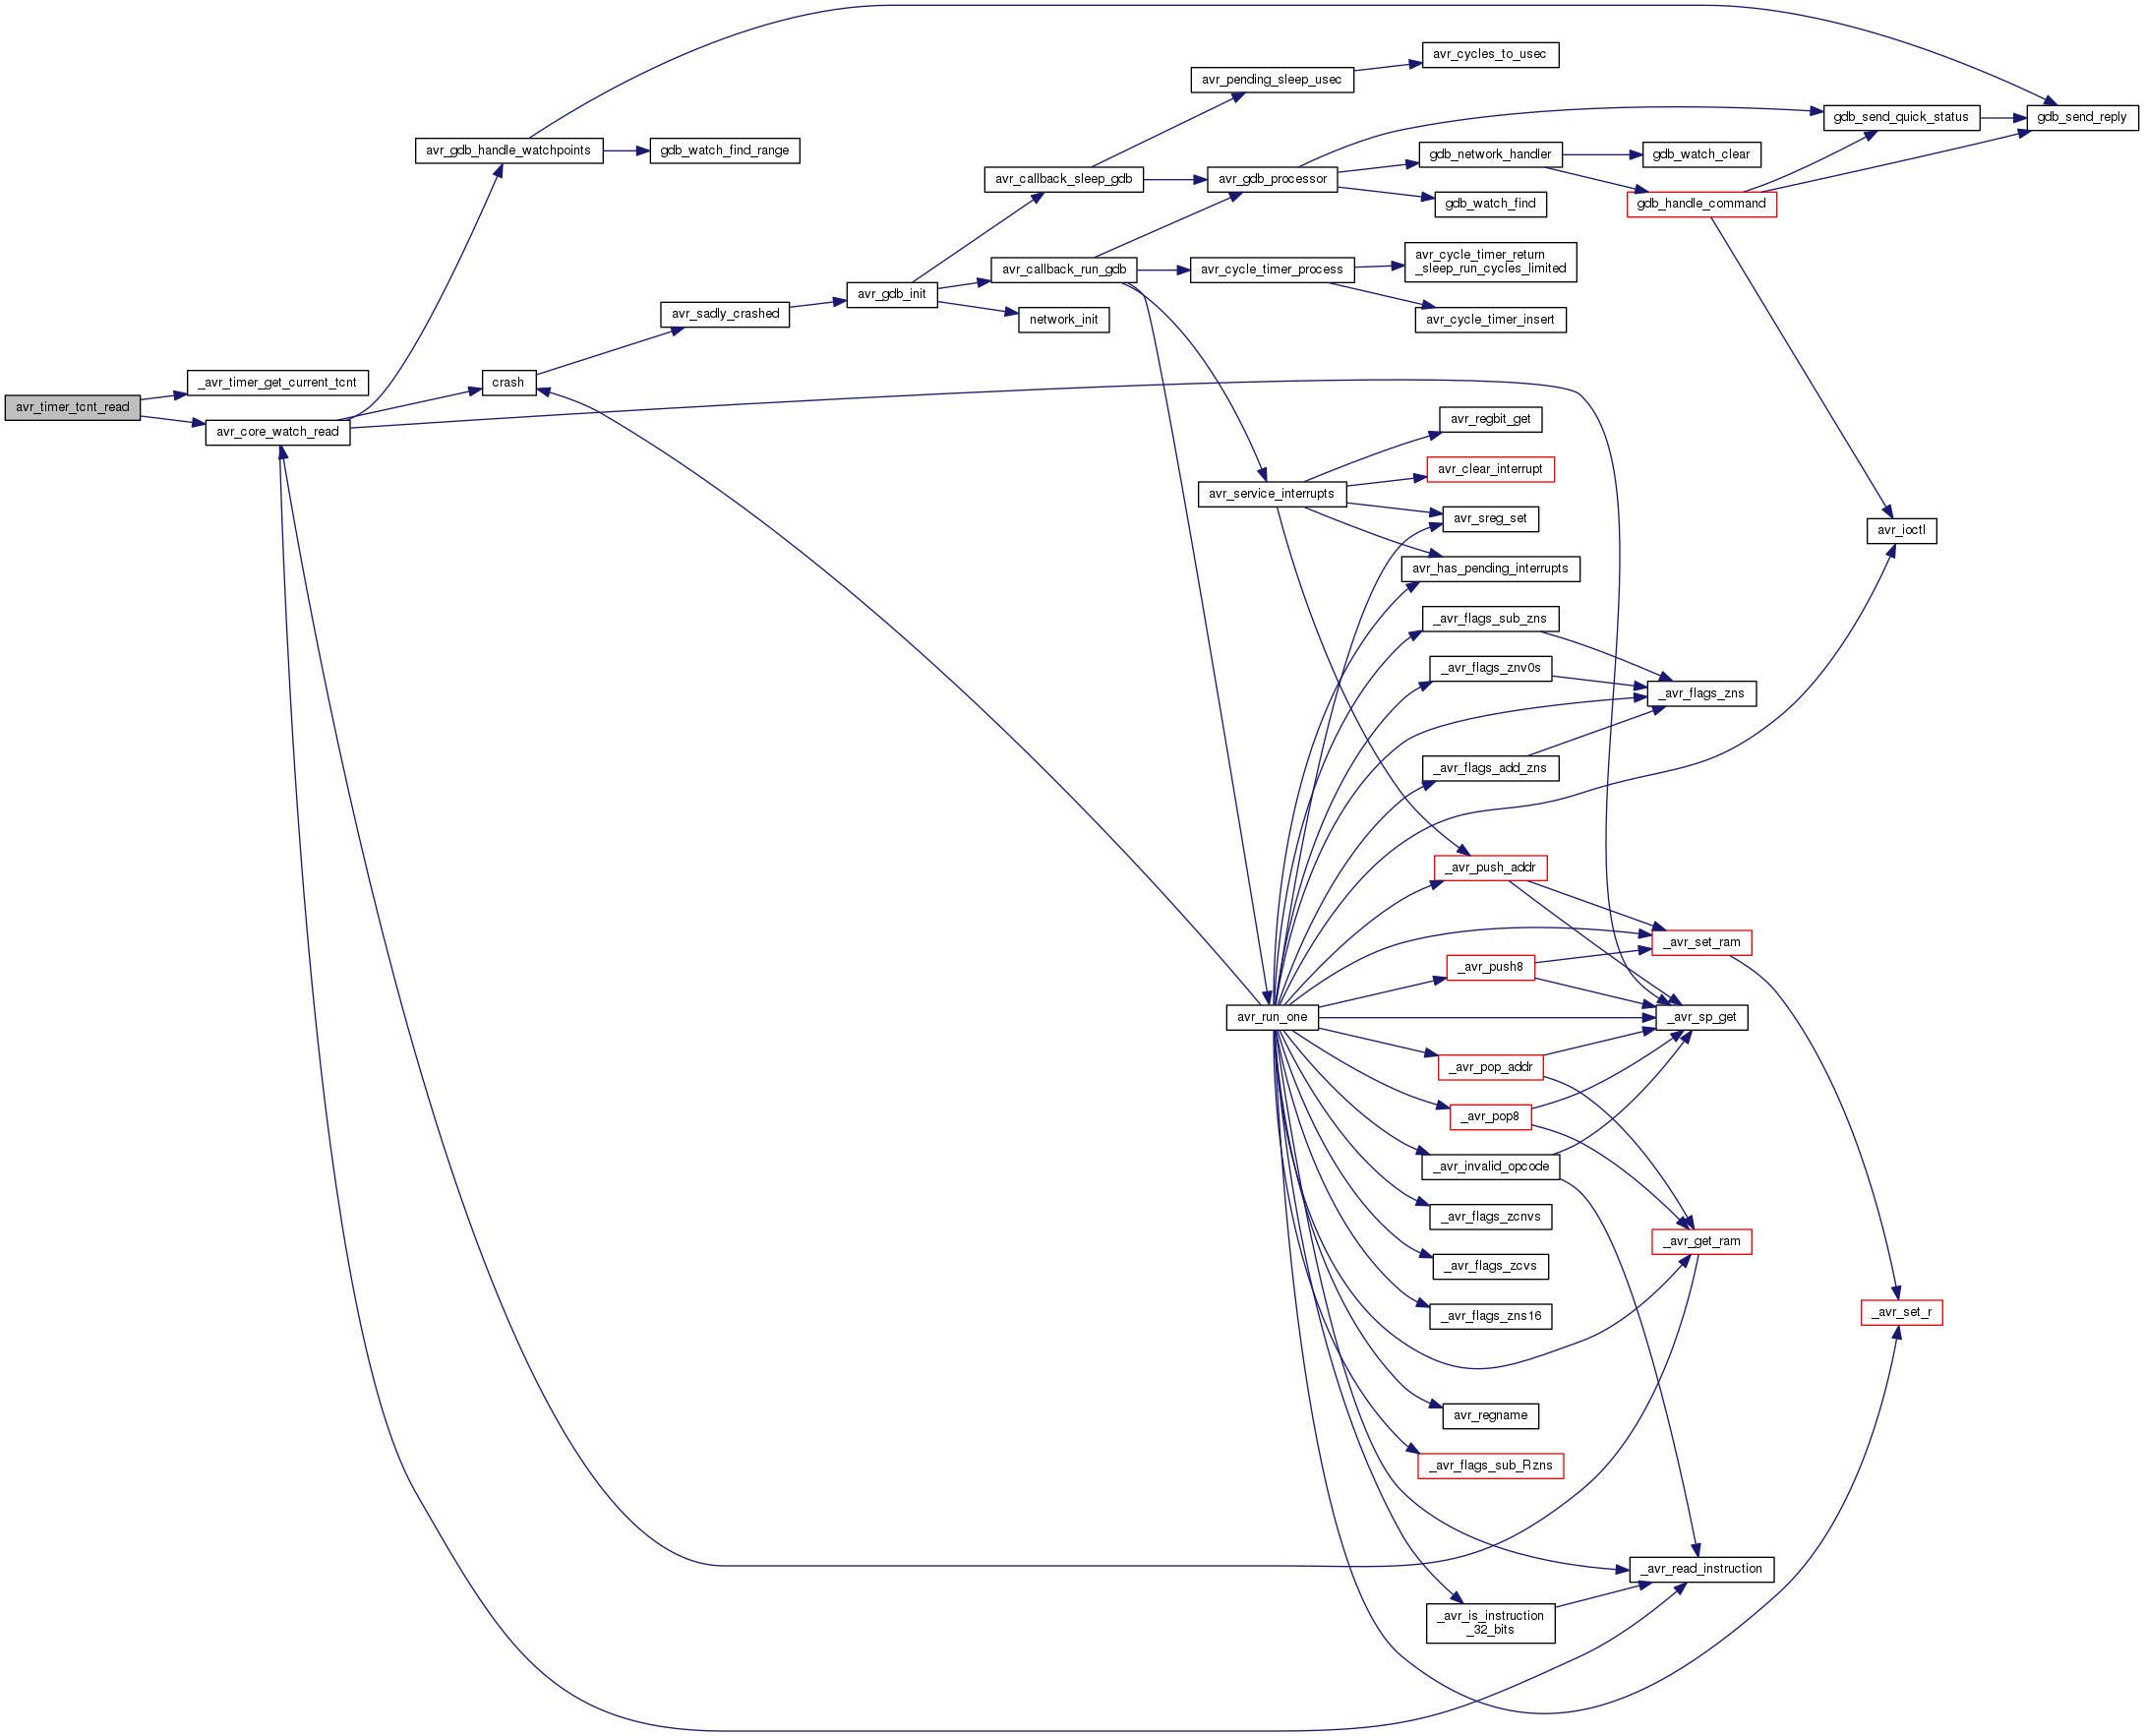 avr_cycles_to_usec
avr_pending_sleep_usec
gdb_send_quick_status
gdb_send_reply
avr_gdb_handle_watchpoints
gdb_watch_find_range
gdb_network_handler
gdb_watch_clear
avr_callback_sleep_gdb
avr_gdb_processor
gdb_watch_find
gdb_handle_command
avr_cycle_timer_return
_sleep_run_cycles_limited
avr_callback_run_gdb
avr_cycle_timer_process
avr_gdb_init
avr_sadly_crashed
network_init
avr_cycle_timer_insert
_avr_timer_get_current_tcnt
crash
avr_timer_tcnt_read
avr_core_watch_read
avr_regbit_get
avr_clear_interrupt
avr_service_interrupts
avr_sreg_set
avr_ioctl
avr_has_pending_interrupts
_avr_flags_sub_zns
_avr_flags_znv0s
_avr_flags_zns
_avr_flags_add_zns
_avr_push_addr
_avr_set_ram
_avr_push8
avr_run_one
_avr_sp_get
_avr_pop_addr
_avr_pop8
_avr_invalid_opcode
_avr_flags_zcnvs
_avr_get_ram
_avr_flags_zcvs
_avr_flags_zns16
_avr_set_r
avr_regname
_avr_flags_sub_Rzns
_avr_read_instruction
_avr_is_instruction
_32_bits